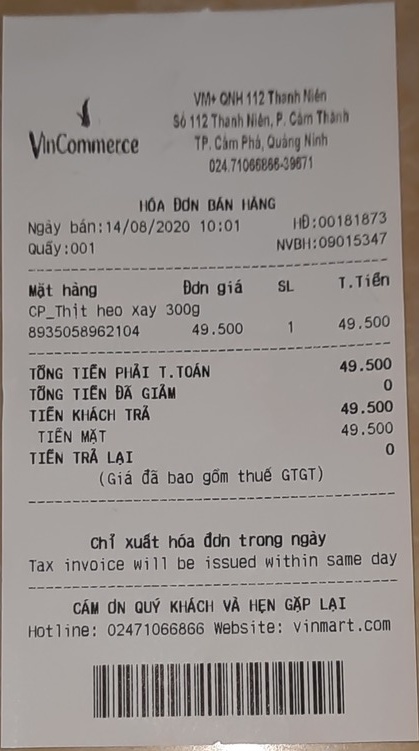 VinCommerce
VM+ QNH 112 Thanh Niên
Số 112 Thanh Niên, P. Cẩm Thành
TP. Cẩm Phả, Quảng Ninh
024.71066866-39671
HÓA ĐƠN BÁN HÀNG
Ngày bán:14/08/2020 10:01 HĐ:00181873
Quầy:001 NVBH:09015347
Mặt hàng Đơn giá SL T.Tiền
CP_Thịt heo xay 300g
8935058962104 49.500 1 49.500
TỔNG TIỀN PHẢI T.TOÁN 49.500
TỔNG TIỀN ĐÃ GIẢM 0
TIỀN KHÁCH TRẢ 49.500
TIỀN MẶT 49.500
TIỀN TRẢ LẠI 0
(Giá đã bao gồm thuế GTGT)
Chỉ xuất hóa đơn trong ngày
Tax invoice will be issued within same day
CẢM ƠN QUÝ KHÁCH VÀ HẸN GẶP LẠI
Hotline: 02471066866 Website: vinmart.com